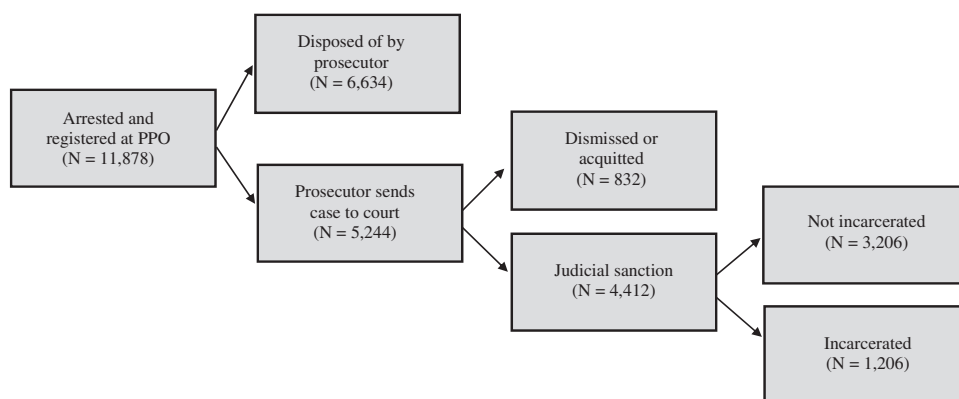 Disposed of by
prosecutor
(N = 6,634)
Arrested and
registered at PPO
(N = 11,878)
Dismissed or
acquitted
(N = 832)
Prosecutor sends
case to court
(N = 5,244)
Not incarcerated
(N = 3,206)
Judicial sanction
(N = 4,412)
Incarcerated
(N = 1,206)